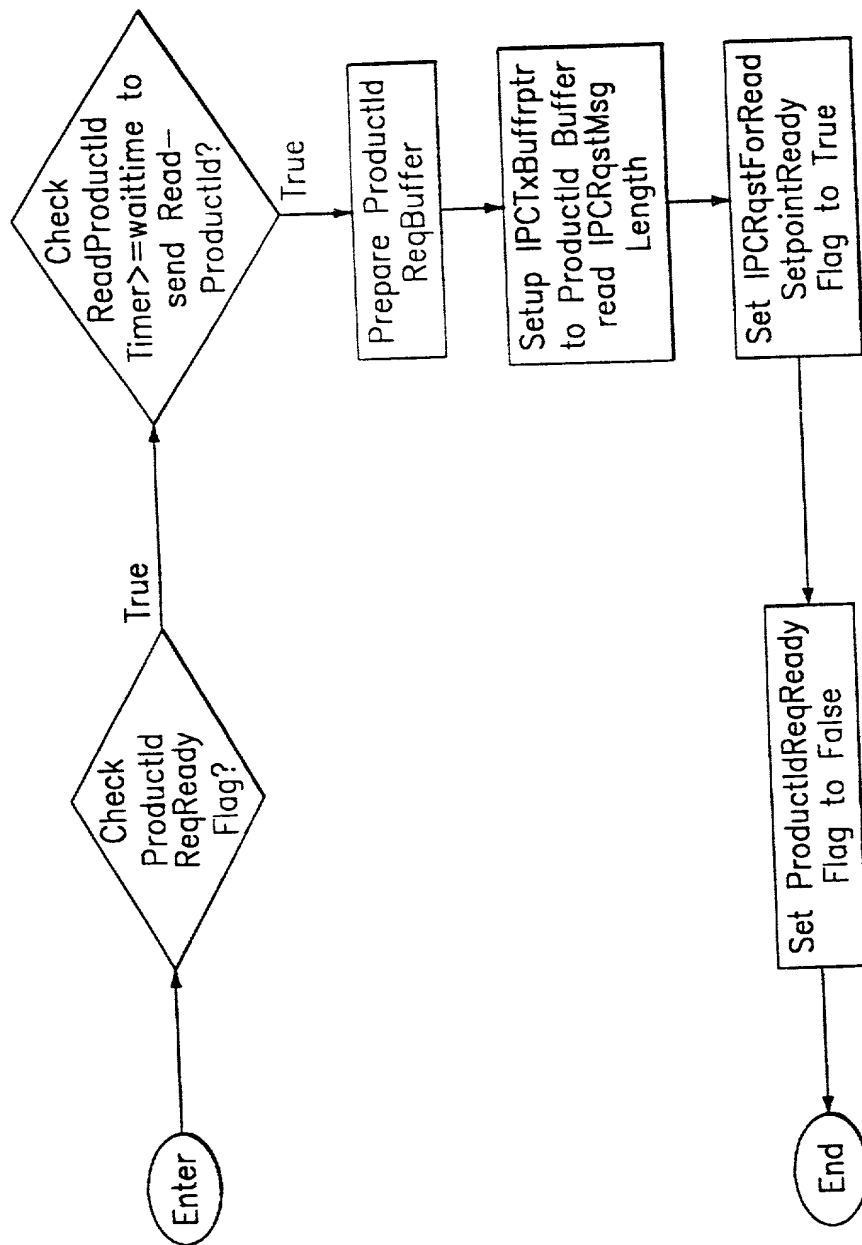 Enter
Check
ProductId
ReqReady
Flag?
True
Check
ReadProductId
Timer>=waittime to
send Read-
ProductId?
True
Prepare ProductId
ReqBuffer
Setup IPCTxBuffrptr
to ProductId Buffer
read IPCRqstMsg
Length
Set IPCRqstForRead
SetpointReady
Flag to True
Set ProductIdReqReady
Flag to False
End